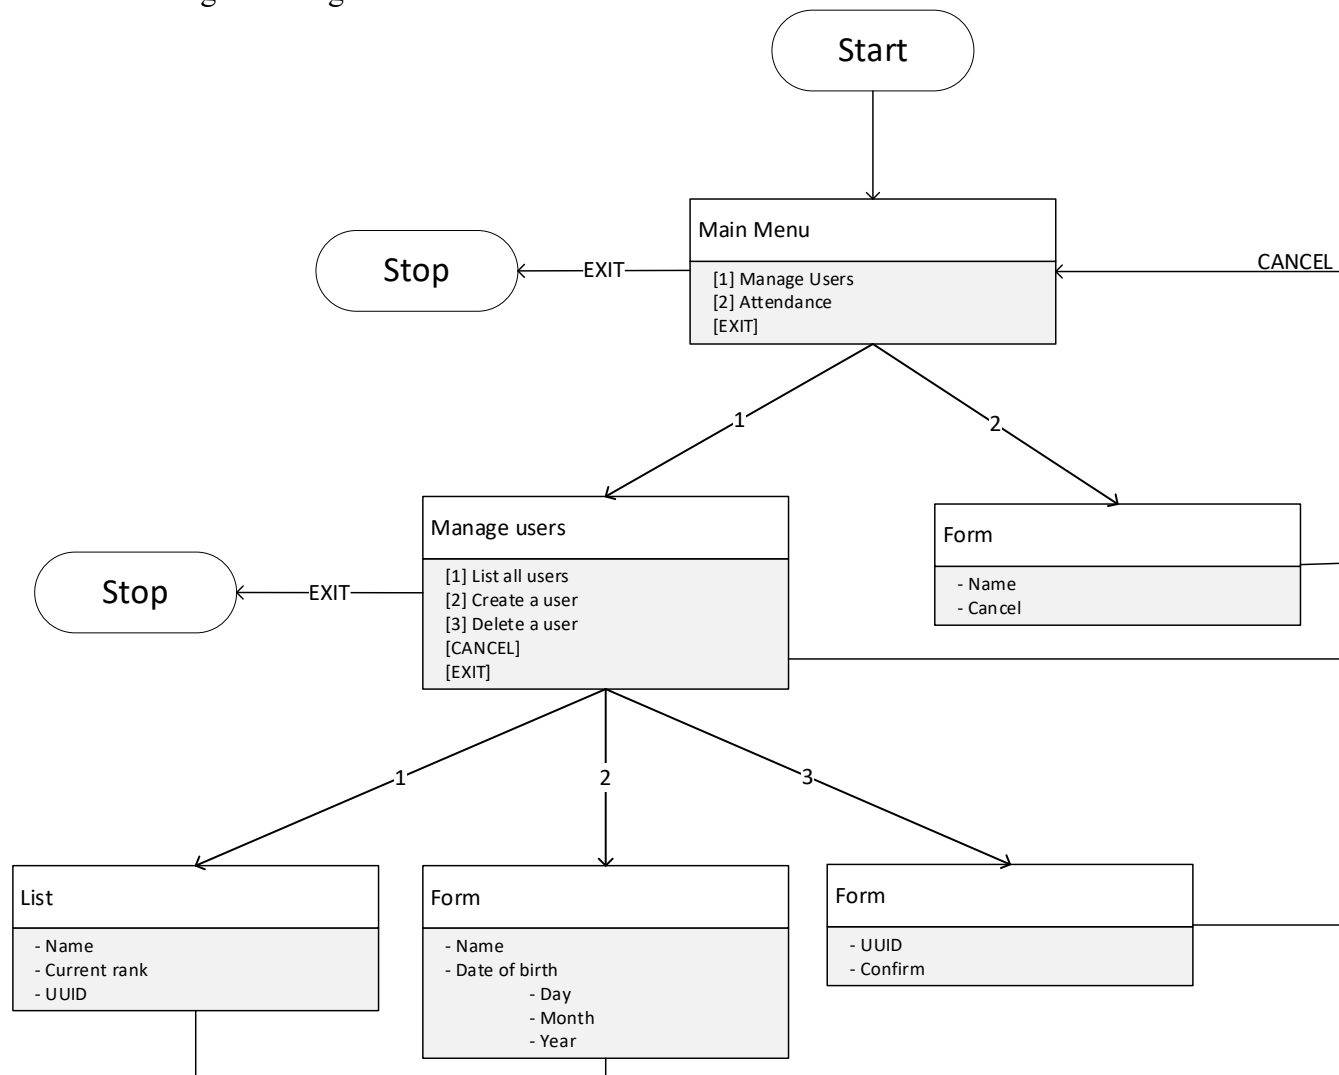 Start
Main Menu
[1] Manage Users
[2] Attendance
[EXIT]
Stop
EXIT
CANCEL
1
2
Manage users
[1] List all users
[2] Create a user
[3] Delete a user
[CANCEL]
[EXIT]
Stop
EXIT
Form
- Name
- Cancel
1
2
3
List
- Name
- Current rank
- UUID
Form
- Name
- Date of birth
- Day
- Month
- Year
Form
- UUID
- Confirm